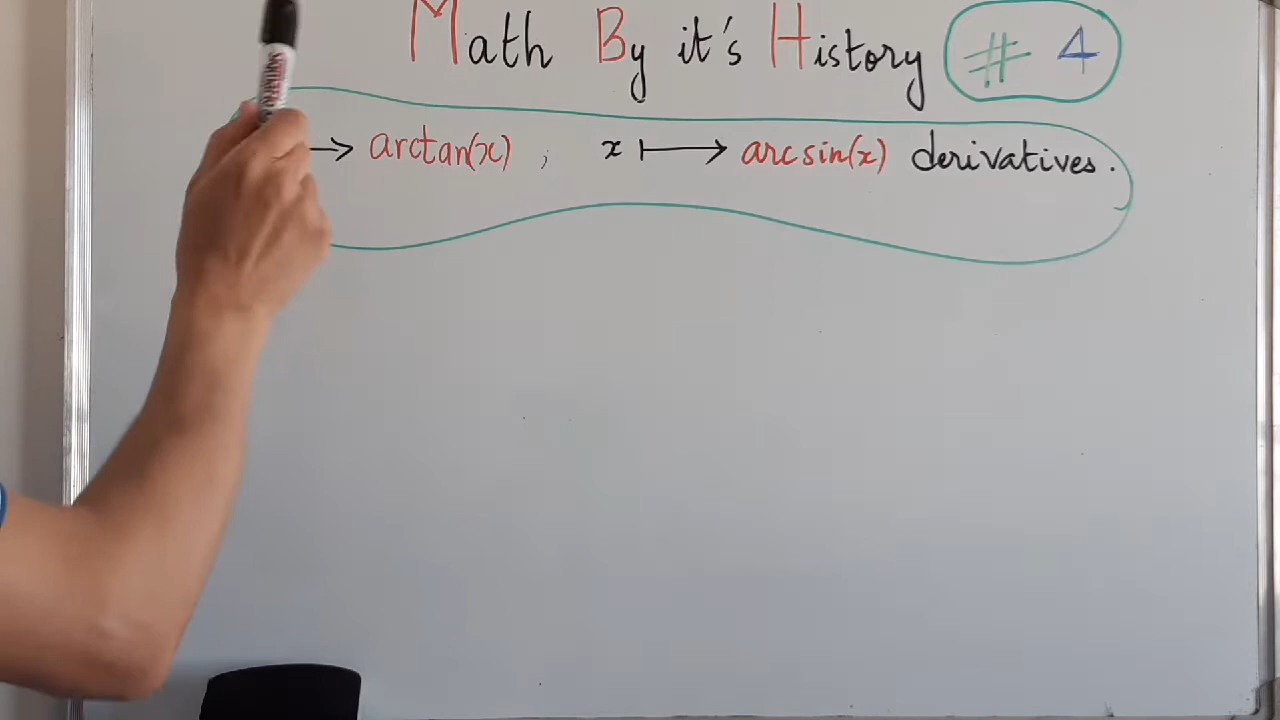 Math By it's History # 4
→ arctan(x) ; x ↦ arcsin(x) derivatives.